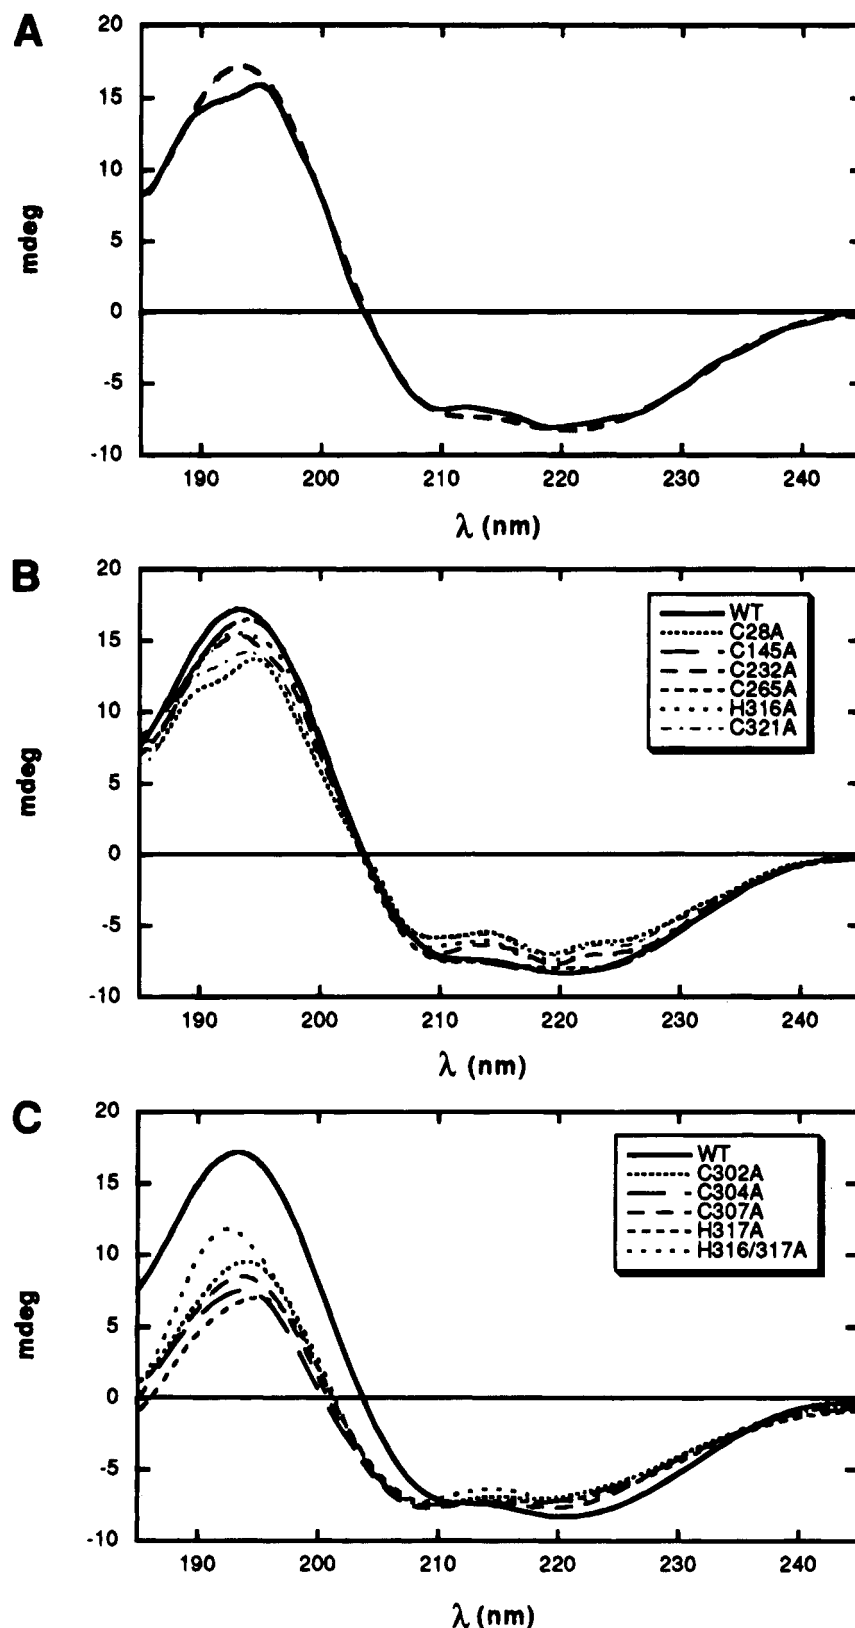 A
20
15
10
5
0
-5
-10
mdeg
190 200 210 220 230 240
λ (nm)
B
20
15
10
5
0
-5
-10
mdeg
WT
C28A
C145A
C232A
C265A
H316A
C321A
190 200 210 220 230 240
λ (nm)
C
20
15
10
5
0
-5
-10
mdeg
WT
C302A
C304A
C307A
H317A
H316/317A
190 200 210 220 230 240
λ (nm)